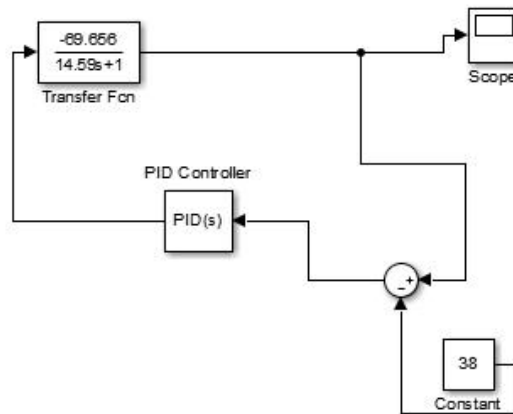 -69.656
14.59s+1
Transfer Fcn
Scope
PID Controller
PID(s)
- +
38
Constant